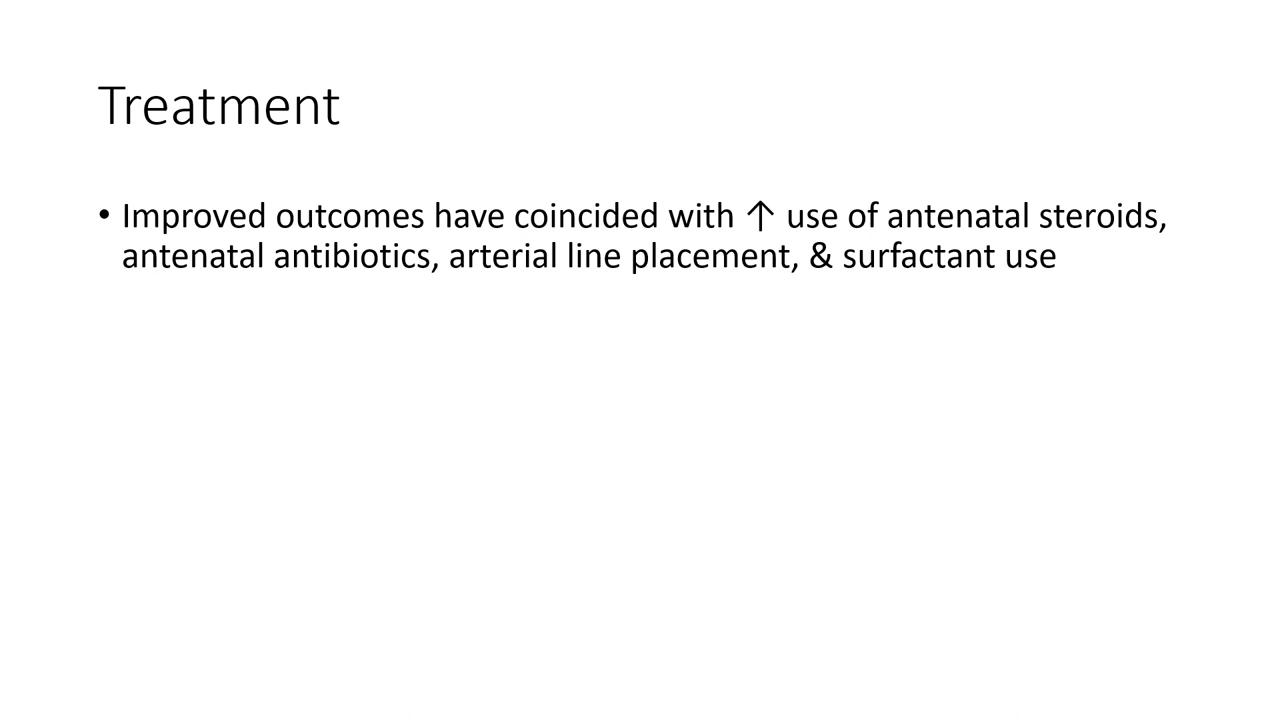 Treatment
• Improved outcomes have coincided with ↑ use of antenatal steroids,
antenatal antibiotics, arterial line placement, & surfactant use